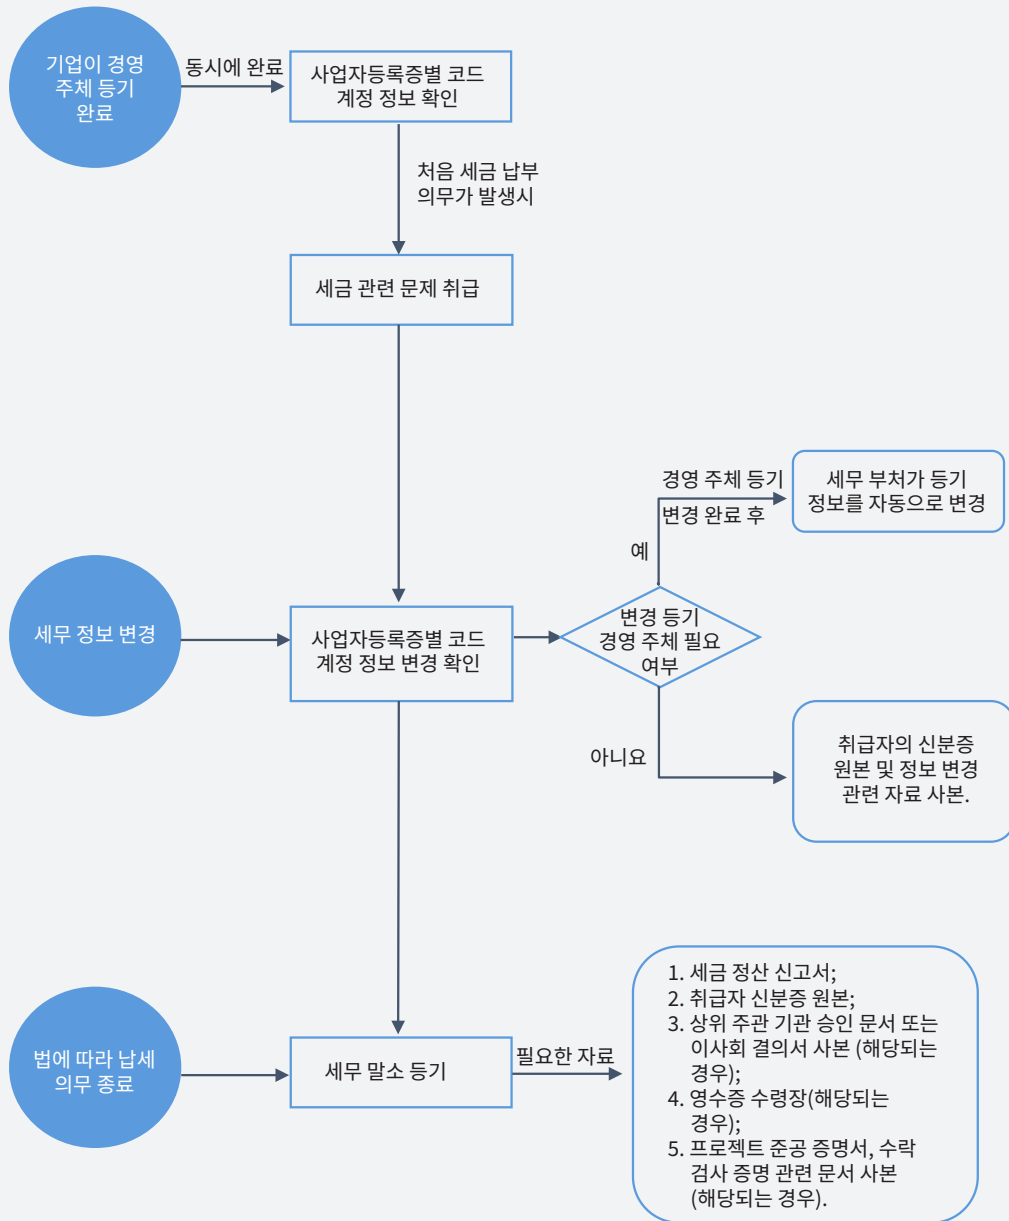 기업이 경영
주체 등기
완료
동시에 완료
사업자등록증별 코드
계정 정보 확인
처음 세금 납부
의무가 발생시
세금 관련 문제 취급
경영 주체 등기
변경 완료 후
세무 부처가 등기
정보를 자동으로 변경
예
세무 정보 변경
사업자등록증별 코드
계정 정보 변경 확인
변경 등기
경영 주체 필요
여부
아니요
취급자의 신분증
원본 및 정보 변경
관련 자료 사본.
법에 따라 납세
의무 종료
세무 말소 등기
필요한 자료
1. 세금 정산 신고서;
2. 취급자 신분증 원본;
3. 상위 주관 기관 승인 문서 또는
이사회 결의서 사본 (해당되는
경우);
4. 영수증 수령장(해당되는
경우);
5. 프로젝트 준공 증명서, 수락
검사 증명 관련 문서 사본
(해당되는 경우).